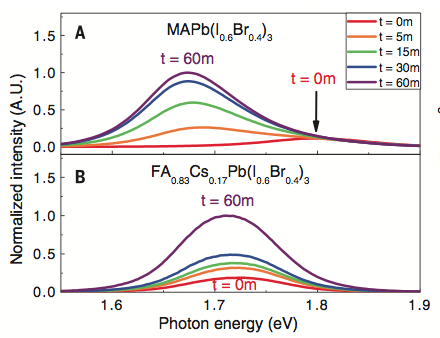 A
MAPb(I0.6Br0.4)3
t = 60m
t = 0m
t = 0m
t = 5m
t = 15m
t = 30m
t = 60m
1.5
1.0
0.5
0.0
B
FA0.83Cs0.17Pb(I0.6Br0.4)3
t = 60m
t = 0m
1.5
1.0
0.5
0.0
1.6
1.7
1.8
1.9
Normalized intensity (A.U.)
Photon energy (eV)